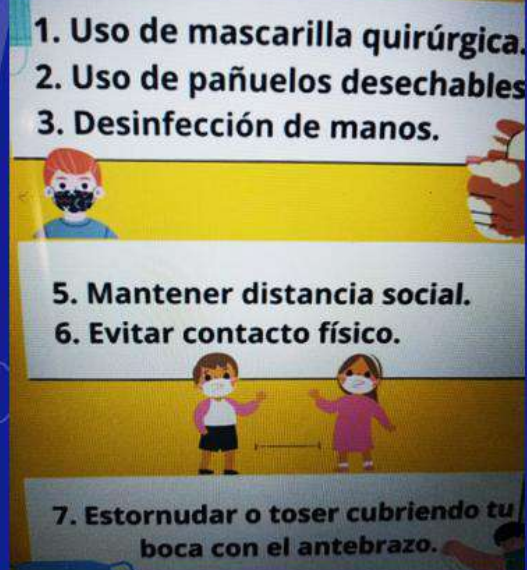 1. Uso de mascarilla quirúrgica.
2. Uso de pañuelos desechables
3. Desinfección de manos.
5. Mantener distancia social.
6. Evitar contacto físico.
7. Estornudar o toser cubriendo tu
boca con el antebrazo.